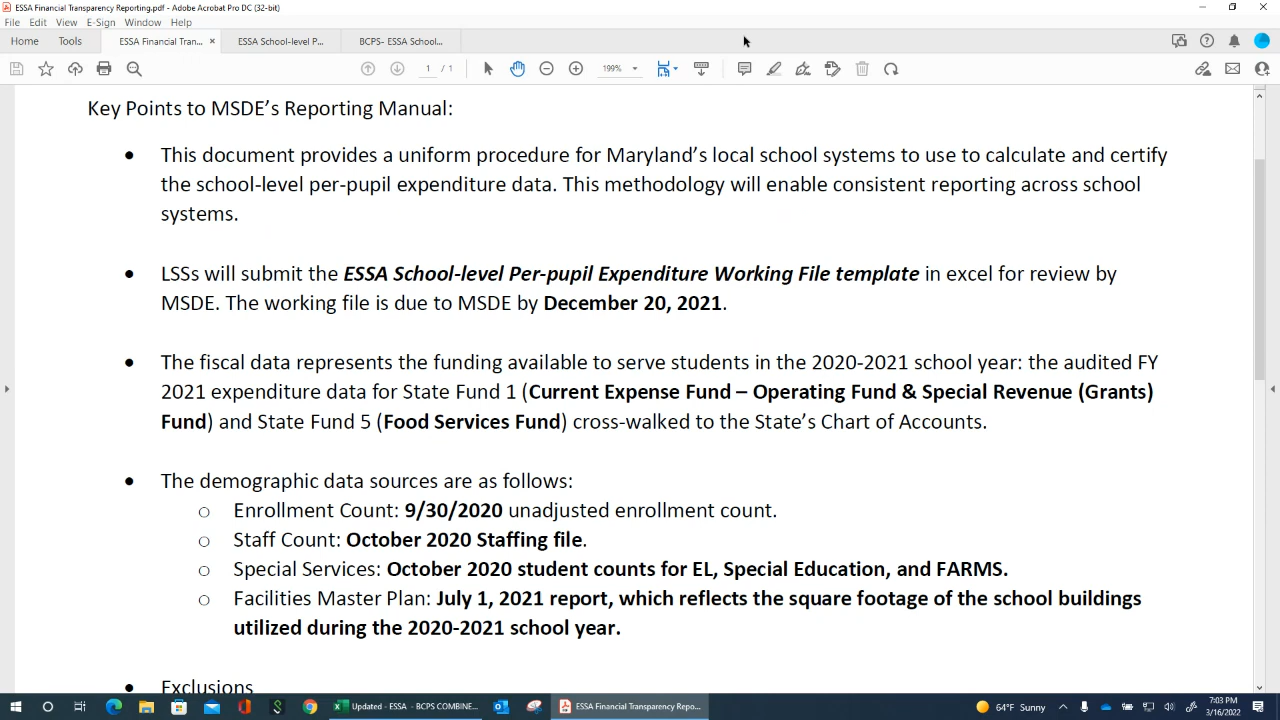 ESSA Financial Transparency Reporting.pdf - Adobe Acrobat Pro DC (32-bit)
File Edit View E-Sign Window Help
Home Tools ESSA Financial Tran... × ESSA School-level P... BCPS- ESSA School...
1 / 1 199%
Key Points to MSDE's Reporting Manual:
• This document provides a uniform procedure for Maryland's local school systems to use to calculate and certify
the school-level per-pupil expenditure data. This methodology will enable consistent reporting across school
systems.
• LSSs will submit the ESSA School-level Per-pupil Expenditure Working File template in excel for review by
MSDE. The working file is due to MSDE by December 20, 2021.
• The fiscal data represents the funding available to serve students in the 2020-2021 school year: the audited FY
2021 expenditure data for State Fund 1 (Current Expense Fund – Operating Fund & Special Revenue (Grants)
Fund) and State Fund 5 (Food Services Fund) cross-walked to the State's Chart of Accounts.
• The demographic data sources are as follows:
○ Enrollment Count: 9/30/2020 unadjusted enrollment count.
○ Staff Count: October 2020 Staffing file.
○ Special Services: October 2020 student counts for EL, Special Education, and FARMS.
○ Facilities Master Plan: July 1, 2021 report, which reflects the square footage of the school buildings
utilized during the 2020-2021 school year.
• Exclusions
Updated - ESSA - BCPS COMBINE... ESSA Financial Transparency Repo... 64°F Sunny 7:03 PM
3/16/2022